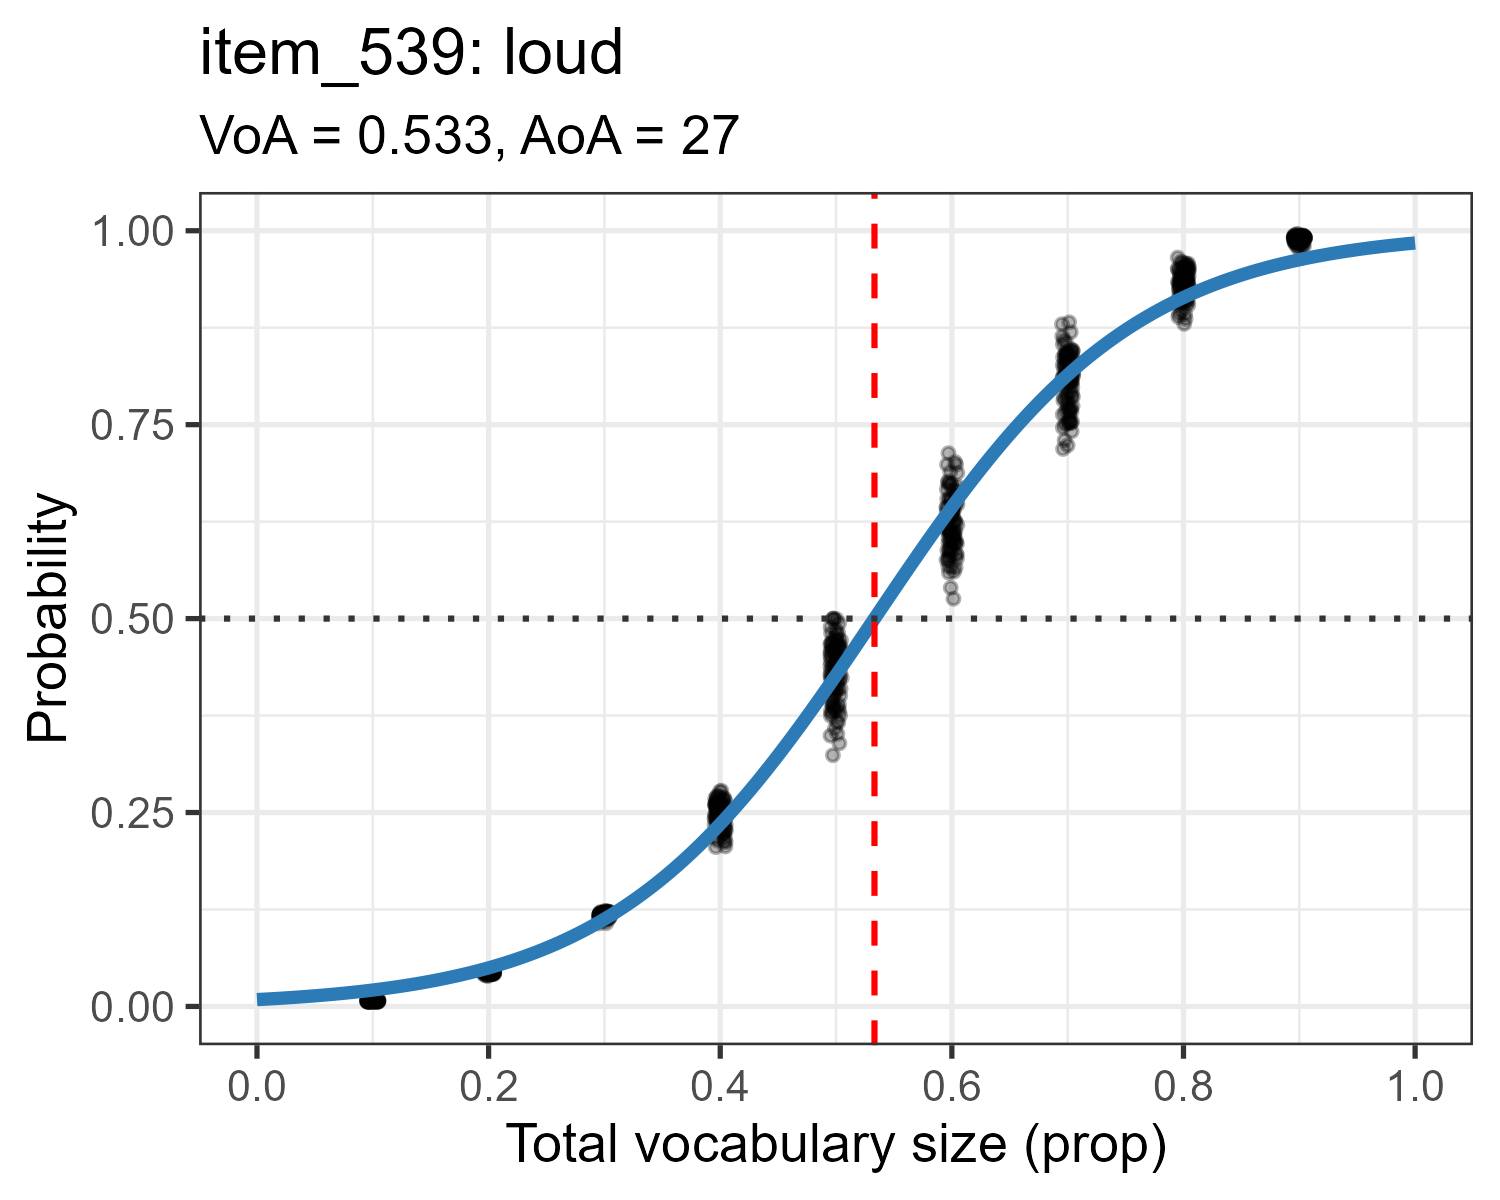 item_539: loud
VoA = 0.533, AoA = 27
Probability
1.00
0.75
0.50
0.25
0.00
0.0 0.2 0.4 0.6 0.8 1.0
Total vocabulary size (prop)